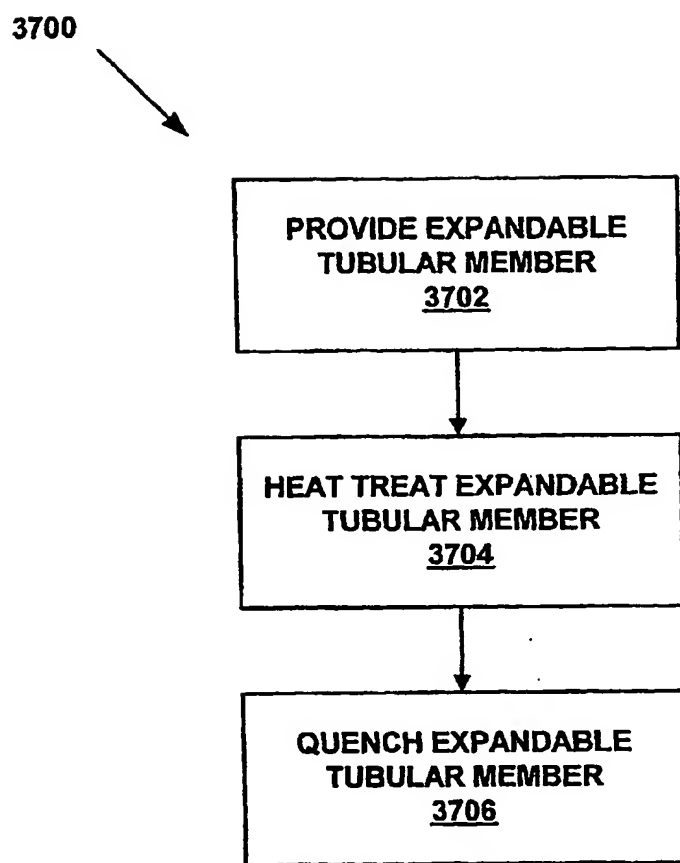 3700
PROVIDE EXPANDABLE
TUBULAR MEMBER
3702
HEAT TREAT EXPANDABLE
TUBULAR MEMBER
3704
QUENCH EXPANDABLE
TUBULAR MEMBER
3706